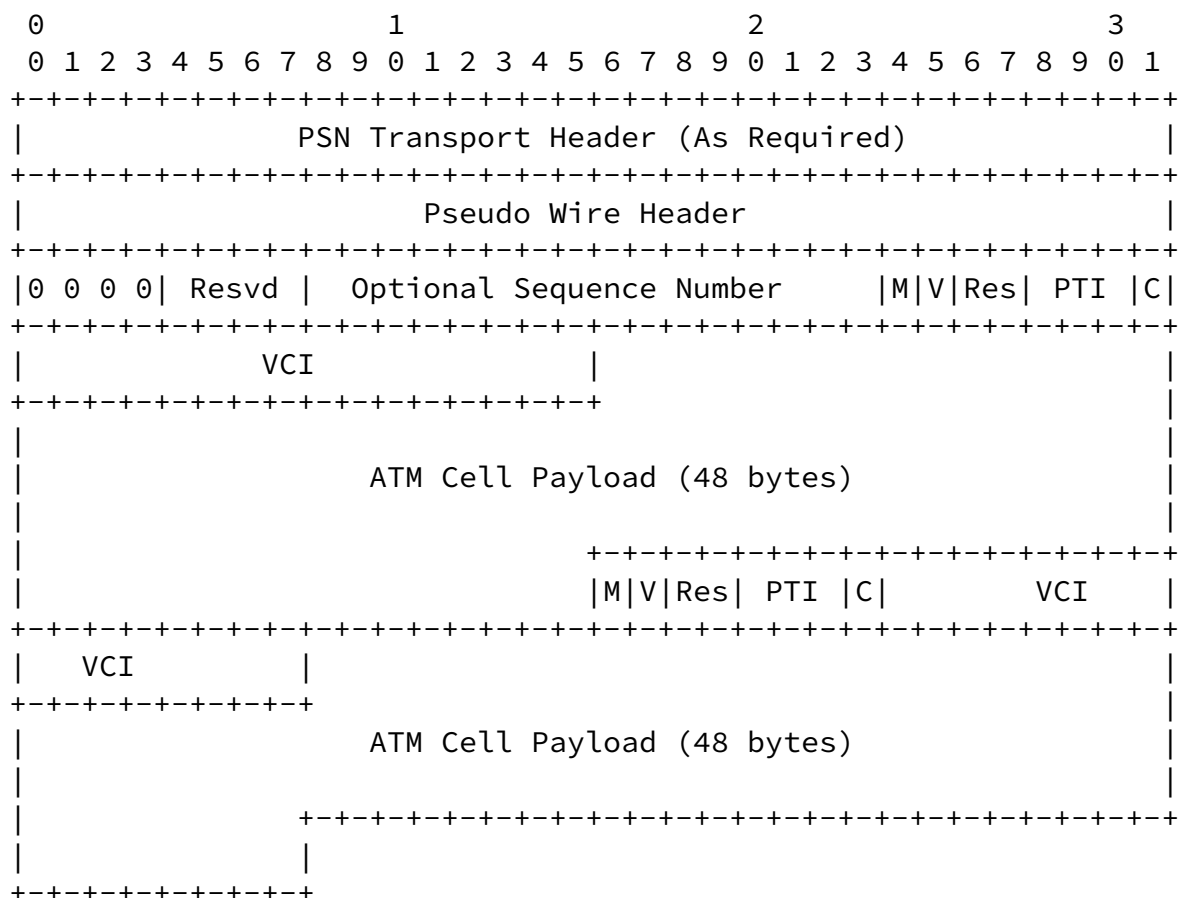 0                   1                   2                   3
 0 1 2 3 4 5 6 7 8 9 0 1 2 3 4 5 6 7 8 9 0 1 2 3 4 5 6 7 8 9 0 1
+-+-+-+-+-+-+-+-+-+-+-+-+-+-+-+-+-+-+-+-+-+-+-+-+-+-+-+-+-+-+-+-+
|               PSN Transport Header (As Required)              |
+-+-+-+-+-+-+-+-+-+-+-+-+-+-+-+-+-+-+-+-+-+-+-+-+-+-+-+-+-+-+-+-+
|                      Pseudo Wire Header                       |
+-+-+-+-+-+-+-+-+-+-+-+-+-+-+-+-+-+-+-+-+-+-+-+-+-+-+-+-+-+-+-+-+
|0 0 0 0| Resvd |  Optional Sequence Number     |M|V|Res| PTI |C|
+-+-+-+-+-+-+-+-+-+-+-+-+-+-+-+-+-+-+-+-+-+-+-+-+-+-+-+-+-+-+-+-+
|             VCI               |                               |
+-+-+-+-+-+-+-+-+-+-+-+-+-+-+-+-+                               |
|                                                               |
|                   ATM Cell Payload (48 bytes)                 |
|                                                               |
|                               +-+-+-+-+-+-+-+-+-+-+-+-+-+-+-+-+
|                               |M|V|Res| PTI |C|        VCI    |
+-+-+-+-+-+-+-+-+-+-+-+-+-+-+-+-+-+-+-+-+-+-+-+-+-+-+-+-+-+-+-+-+
|   VCI         |                                               |
+-+-+-+-+-+-+-+-+                                               |
|                   ATM Cell Payload (48 bytes)                 |
|                                                               |
|               +-+-+-+-+-+-+-+-+-+-+-+-+-+-+-+-+-+-+-+-+-+-+-+-+
|               |
+-+-+-+-+-+-+-+-+